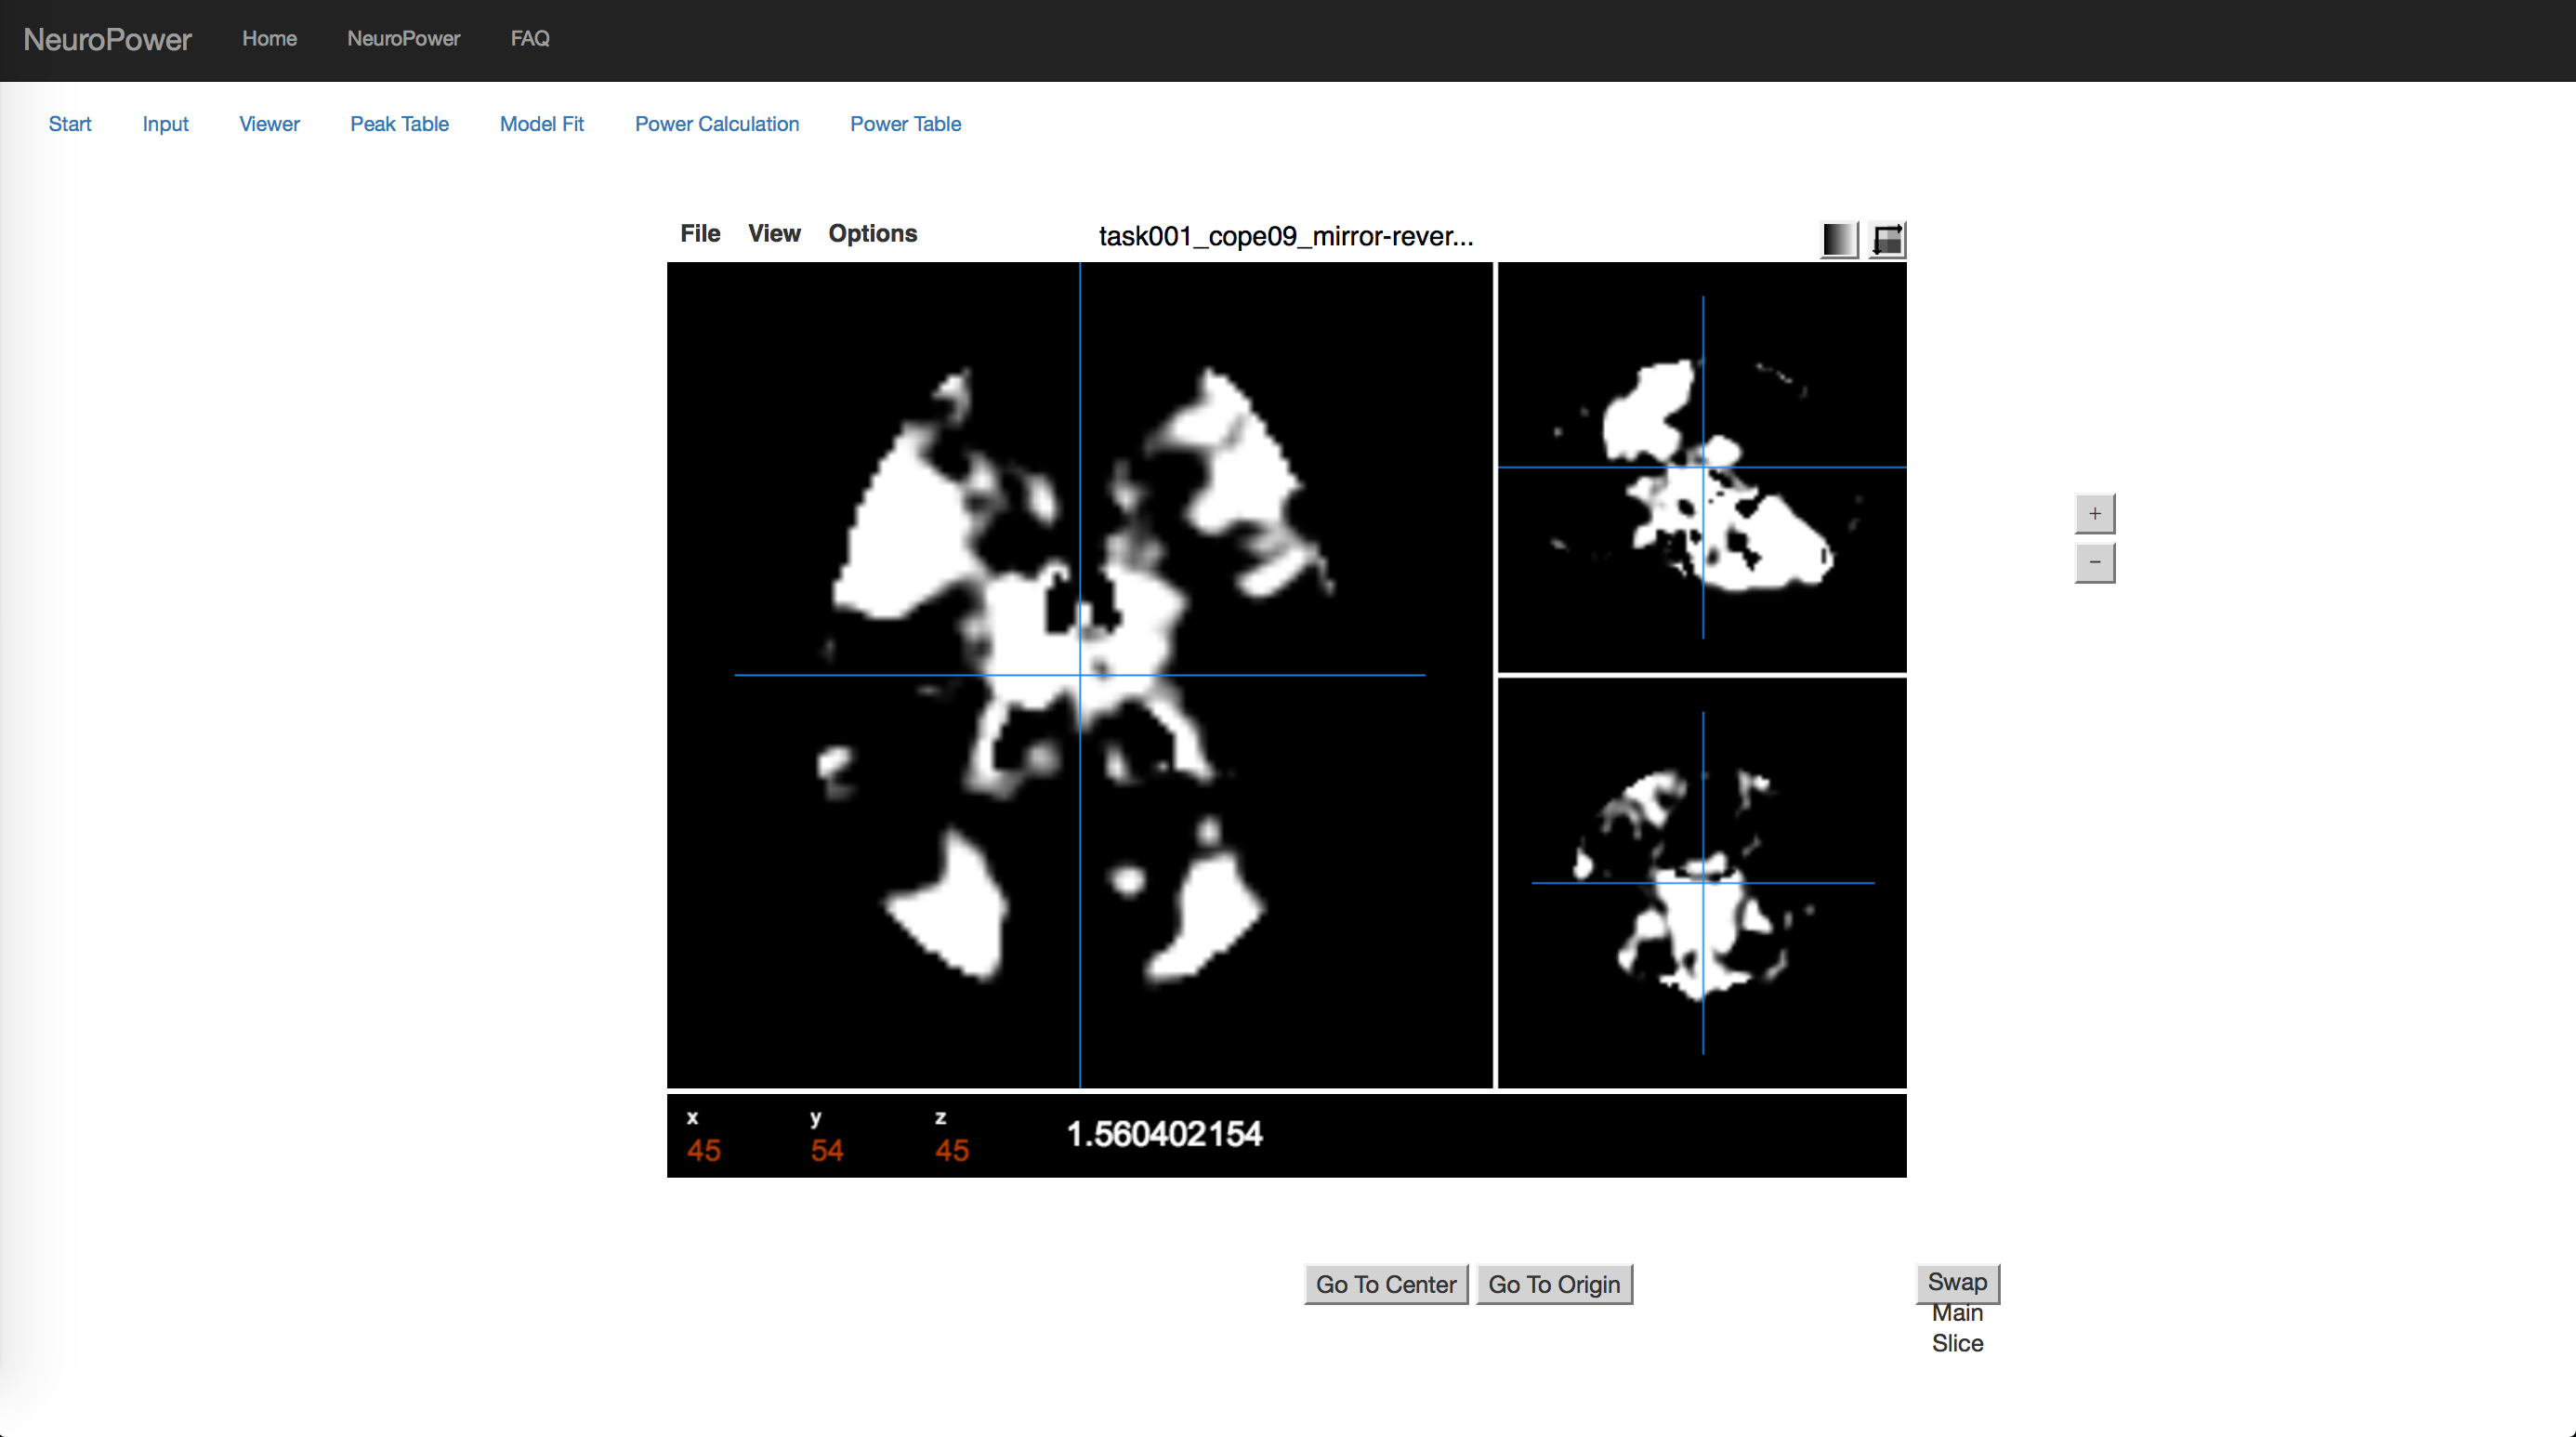 NeuroPower Home NeuroPower FAQ
Start Input Viewer Peak Table Model Fit Power Calculation Power Table
File View Options task001_cope09_mirror-rever...
+
−
x y z
45 54 45 1.560402154
Go To Center Go To Origin Swap
Main
Slice